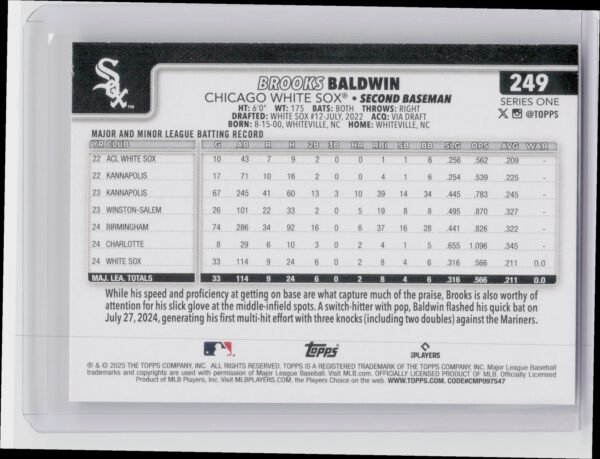 Sox
BROOKS BALDWIN
CHICAGO WHITE SOX® • SECOND BASEMAN
HT: 6'0" WT: 175 BATS: BOTH THROWS: RIGHT
DRAFTED: WHITE SOX #12-JULY, 2022 ACQ: VIA DRAFT
BORN: 8-15-00, WHITEVILLE, NC HOME: WHITEVILLE, NC
249
SERIES ONE
X @TOPPS
MAJOR AND MINOR LEAGUE BATTING RECORD
YR CLUB G AB R H 2B 3B HR RBI SB BB SLG OPS AVG WAR
22 ACL WHITE SOX 10 43 7 9 2 0 0 1 1 6 .256 .562 .209 -
22 KANNAPOLIS 17 71 10 16 2 0 0 4 1 6 .254 .539 .225 -
23 KANNAPOLIS 67 245 41 60 13 3 10 39 14 34 .445 .783 .245 -
23 WINSTON-SALEM 26 101 22 33 2 0 5 19 8 8 .495 .870 .327 -
24 BIRMINGHAM 74 286 34 92 16 0 6 37 16 28 .441 .826 .322 -
24 CHARLOTTE 8 29 6 10 3 0 2 4 1 5 .655 1,096 .345 -
24 WHITE SOX 33 114 9 24 6 0 2 8 4 6 .316 .566 .211 0.0
MAJ. LEA. TOTALS 33 114 9 24 6 0 2 8 4 6 .316 .566 .211 0.0
While his speed and proficiency at getting on base are what capture much of the praise, Brooks is also worthy of
attention for his slick glove at the middle-infield spots. A switch-hitter with pop, Baldwin flashed his quick bat on
July 27, 2024, generating his first multi-hit effort with three knocks (including two doubles) against the Mariners.
Topps
PLAYERS
® & © 2025 THE TOPPS COMPANY, INC. ALL RIGHTS RESERVED. TOPPS IS A REGISTERED TRADEMARK OF THE TOPPS COMPANY, INC. Major League Baseball
trademarks and copyrights are used with permission of Major League Baseball. Visit MLB.com. OFFICIALLY LICENSED PRODUCT OF MLB. Officially Licensed
Product of MLB Players, Inc. Visit MLBPLAYERS.COM, the Players Choice on the web. WWW.TOPPS.COM. CODE#CMP097547